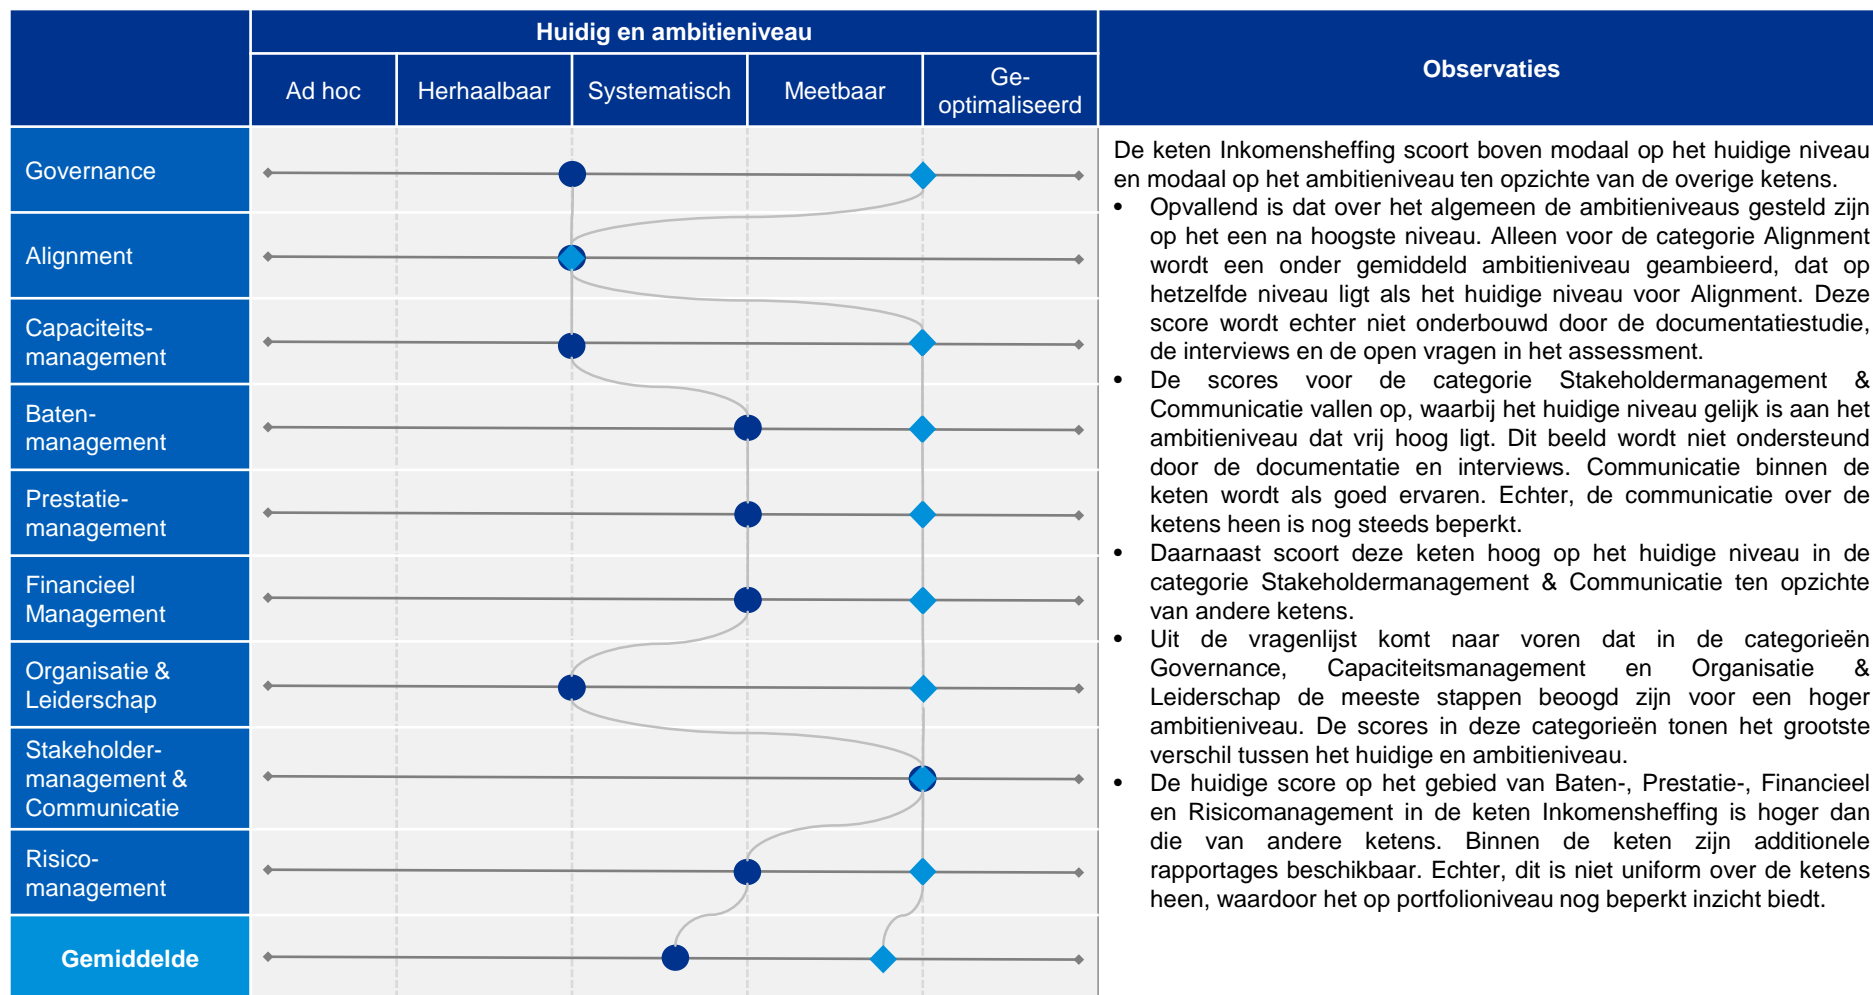 Huidig en ambitieniveau
Observaties
Ad hoc
Herhaalbaar
Systematisch
Meetbaar
Ge-
optimaliseerd
Governance
Alignment
Capaciteits-
management
Baten-
management
Prestatie-
management
Financieel
Management
Organisatie &
Leiderschap
Stakeholder-
management &
Communicatie
Risico-
management
Gemiddelde
De keten Inkomensheffing scoort boven modaal op het huidige niveau
en modaal op het ambitieniveau ten opzichte van de overige ketens.
• Opvallend is dat over het algemeen de ambitieniveaus gesteld zijn
op het een na hoogste niveau. Alleen voor de categorie Alignment
wordt een onder gemiddeld ambitieniveau geambieerd, dat op
hetzelfde niveau ligt als het huidige niveau voor Alignment. Deze
score wordt echter niet onderbouwd door de documentatiestudie,
de interviews en de open vragen in het assessment.
• De scores voor de categorie Stakeholdermanagement &
Communicatie vallen op, waarbij het huidige niveau gelijk is aan het
ambitieniveau dat vrij hoog ligt. Dit beeld wordt niet ondersteund
door de documentatie en interviews. Communicatie binnen de
keten wordt als goed ervaren. Echter, de communicatie over de
ketens heen is nog steeds beperkt.
• Daarnaast scoort deze keten hoog op het huidige niveau in de
categorie Stakeholdermanagement & Communicatie ten opzichte
van andere ketens.
• Uit de vragenlijst komt naar voren dat in de categorieën
Governance, Capaciteitsmanagement en Organisatie &
Leiderschap de meeste stappen beoogd zijn voor een hoger
ambitieniveau. De scores in deze categorieën tonen het grootste
verschil tussen het huidige en ambitieniveau.
• De huidige score op het gebied van Baten-, Prestatie-, Financieel
en Risicomanagement in de keten Inkomensheffing is hoger dan
die van andere ketens. Binnen de keten zijn additionele
rapportages beschikbaar. Echter, dit is niet uniform over de ketens
heen, waardoor het op portfolioniveau nog beperkt inzicht biedt.